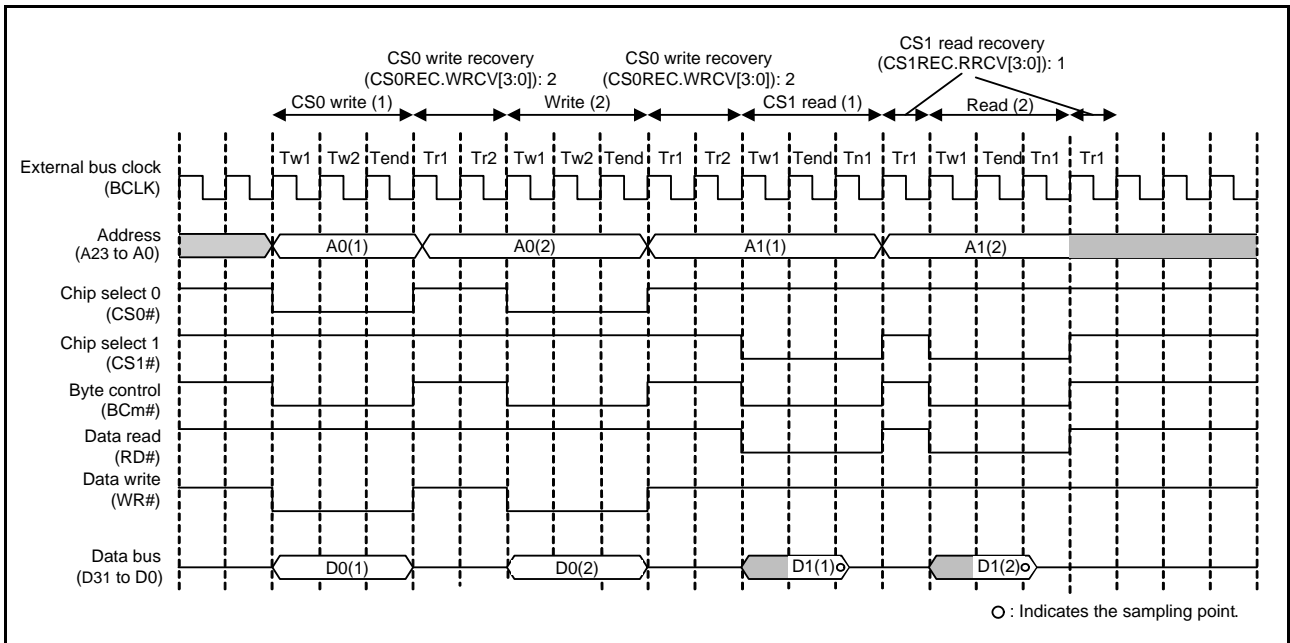 CS0 write recovery
(CS0REC.WRCV[3:0]): 2
CS0 write recovery
(CS0REC.WRCV[3:0]): 2
CS1 read recovery
(CS1REC.RRCV[3:0]): 1
CS0 write (1)
Write (2)
CS1 read (1)
Read (2)
External bus clock
(BCLK)
Tw1 Tw2 Tend Tr1 Tr2 Tw1 Tw2 Tend Tr1 Tr2 Tw1 Tend Tn1 Tr1 Tw1 Tend Tn1 Tr1
Address
(A23 to A0)
A0(1) A0(2) A1(1) A1(2)
Chip select 0
(CS0#)
Chip select 1
(CS1#)
Byte control
(BCm#)
Data read
(RD#)
Data write
(WR#)
Data bus
(D31 to D0)
D0(1) D0(2) D1(1) D1(2)
: Indicates the sampling point.